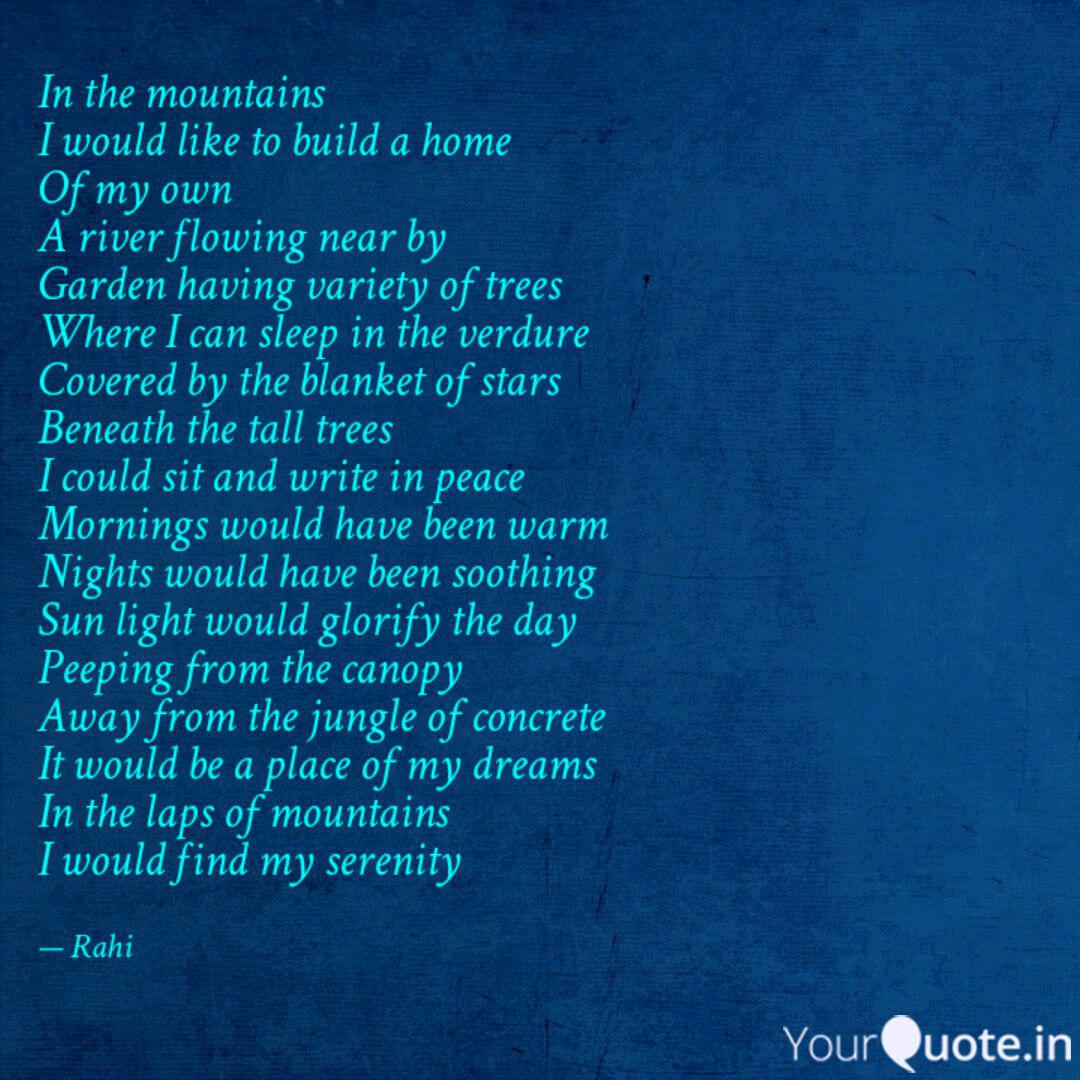 In the mountains
I would like to build a home
Of my own
A river flowing near by
Garden having variety of trees
Where I can sleep in the verdure
Covered by the blanket of stars
Beneath the tall trees
I could sit and write in peace
Mornings would have been warm
Nights would have been soothing
Sun light would glorify the day
Peeping from the canopy
Away from the jungle of concrete
It would be a place of my dreams
In the laps of mountains
I would find my serenity
— Rahi
YourQuote.in